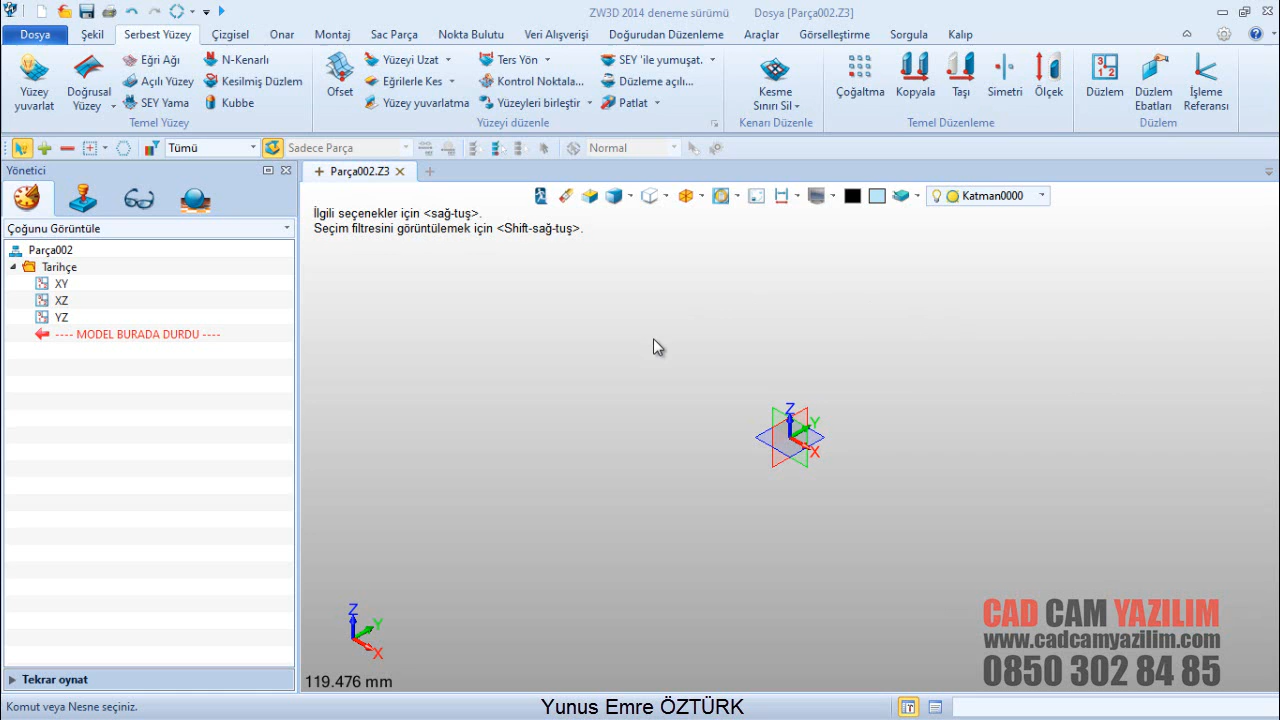 ZW3D 2014 deneme sürümü Dosya [Parça002.Z3]
Dosya Şekil Serbest Yüzey Çizgisel Onar Montaj Sac Parça Nokta Bulutu Veri Alışverişi Doğurudan Düzenleme Araçlar Görselleştirme Sorgula Kalıp
Yüzey yuvarlat
Doğrusal Yüzey
Eğri Ağı
Açılı Yüzey
SEY Yama
N-Kenarlı
Kesilmiş Düzlem
Kubbe
Temel Yüzey
Ofset
Yüzeyi Uzat
Eğrile Kes
Yüzey yuvarlatma
Ters Yön
Kontrol Noktala...
Yüzeyleri birleştir
SEY 'ile yumuşat.
Düzleme açılı...
Patlat
Yüzeyi düzenle
Kesme Sınırı Sil
Kenarı Düzenle
Çoğaltma
Kopyala
Taşı
Simetri
Ölçek
Temel Düzenleme
Düzlem
Düzlem Ebatları
İşleme Referansı
Düzlem
Tümü Sadece Parça Normal
Yönetici
Parça002.Z3
Çoğunu Görüntüle
Katman0000
İlgili seçenekler için <sağ-tuş>.
Seçim filtresini görüntülemek için <Shift-sağ-tuş>.
Parça002
Tarihçe
XY
XZ
YZ
---- MODEL BURADA DURDU ----
Z
Y
X
Z
Y
X
119.476 mm
Tekrar oynat
CAD CAM YAZILIM
www.cadcamyazilim.com
0850 302 84 85
Komut veya Nesne seçiniz.
Yunus Emre ÖZTÜRK